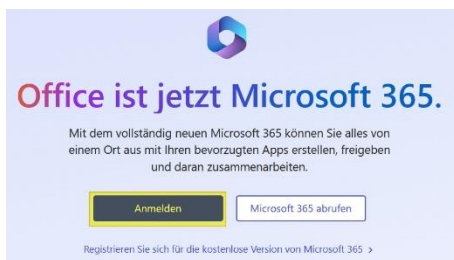 Office ist jetzt Microsoft 365.
Mit dem vollständig neuen Microsoft 365 können Sie alles von
einem Ort aus mit Ihren bevorzugten Apps erstellen, freigeben
und daran zusammenarbeiten.
Anmelden
Microsoft 365 abrufen
Registrieren Sie sich für die kostenlose Version von Microsoft 365 >